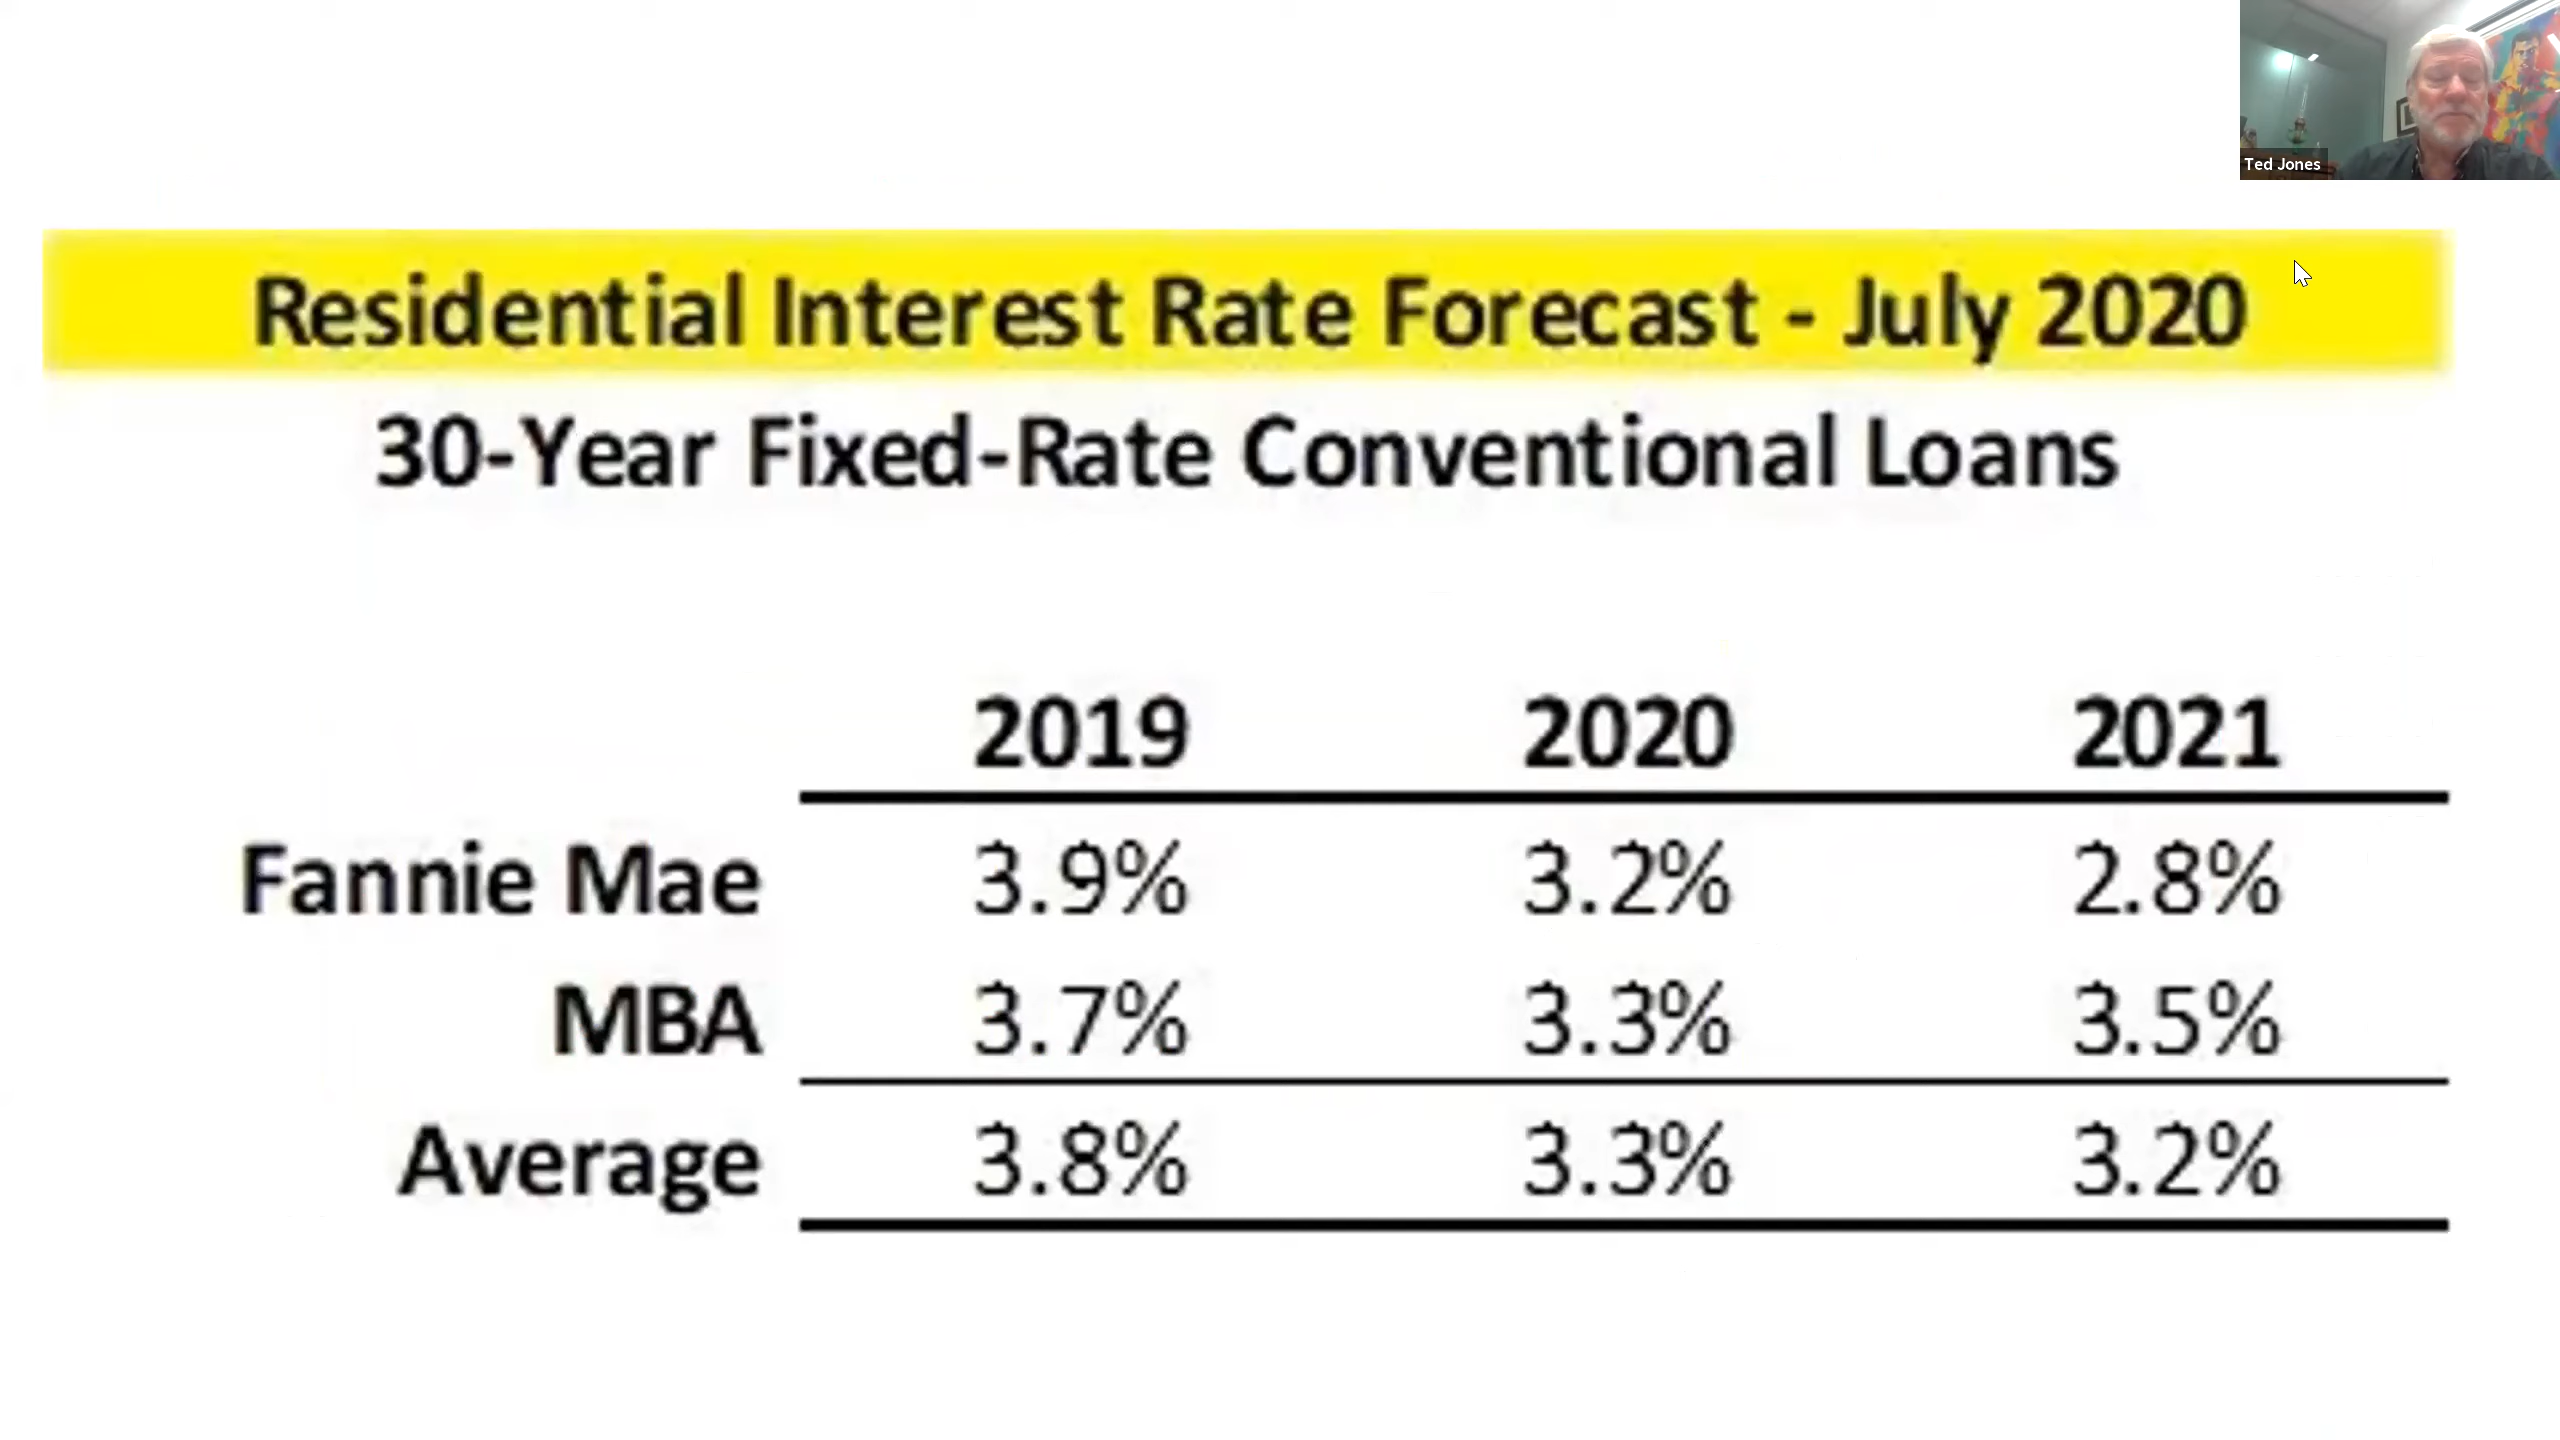 Ted Jones
Residential Interest Rate Forecast - July 2020
30-Year Fixed-Rate Conventional Loans
2019 2020 2021
Fannie Mae 3.9% 3.2% 2.8%
MBA 3.7% 3.3% 3.5%
Average 3.8% 3.3% 3.2%